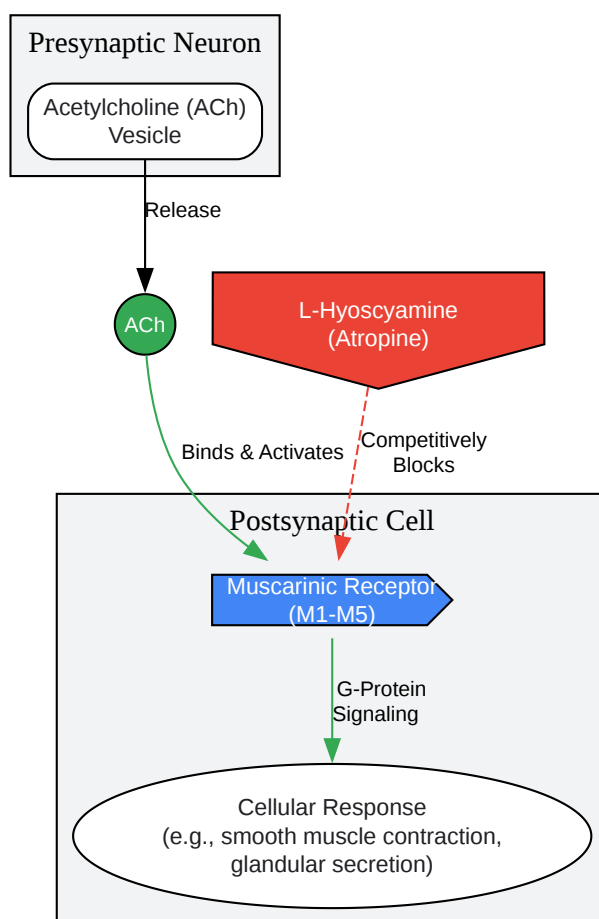 Presynaptic Neuron
Acetylcholine (ACh)
Vesicle
Release
ACh
L-Hyoscyamine
(Atropine)
Binds & Activates
Competitively
Blocks
Postsynaptic Cell
Muscarinic Receptor
(M1-M5)
G-Protein
Signaling
Cellular Response
(e.g., smooth muscle contraction,
glandular secretion)